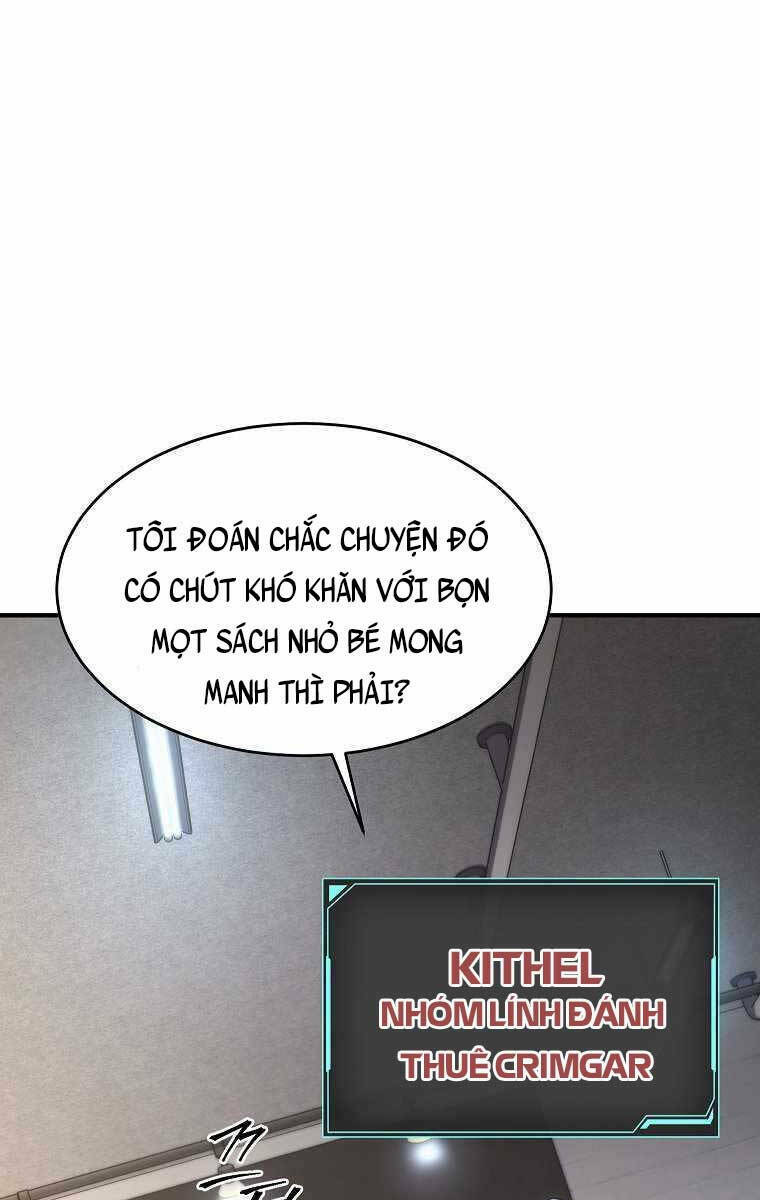 TÔI ĐOÁN CHẮC CHUYỆN ĐÓ
CÓ CHÚT KHÓ KHĂN VỚI BỌN
MỌT SÁCH NHỎ BÉ MONG
MANH THÌ PHẢI?
KITHEL
NHÓM LÍNH ĐÁNH
THUÊ CRIMGAR